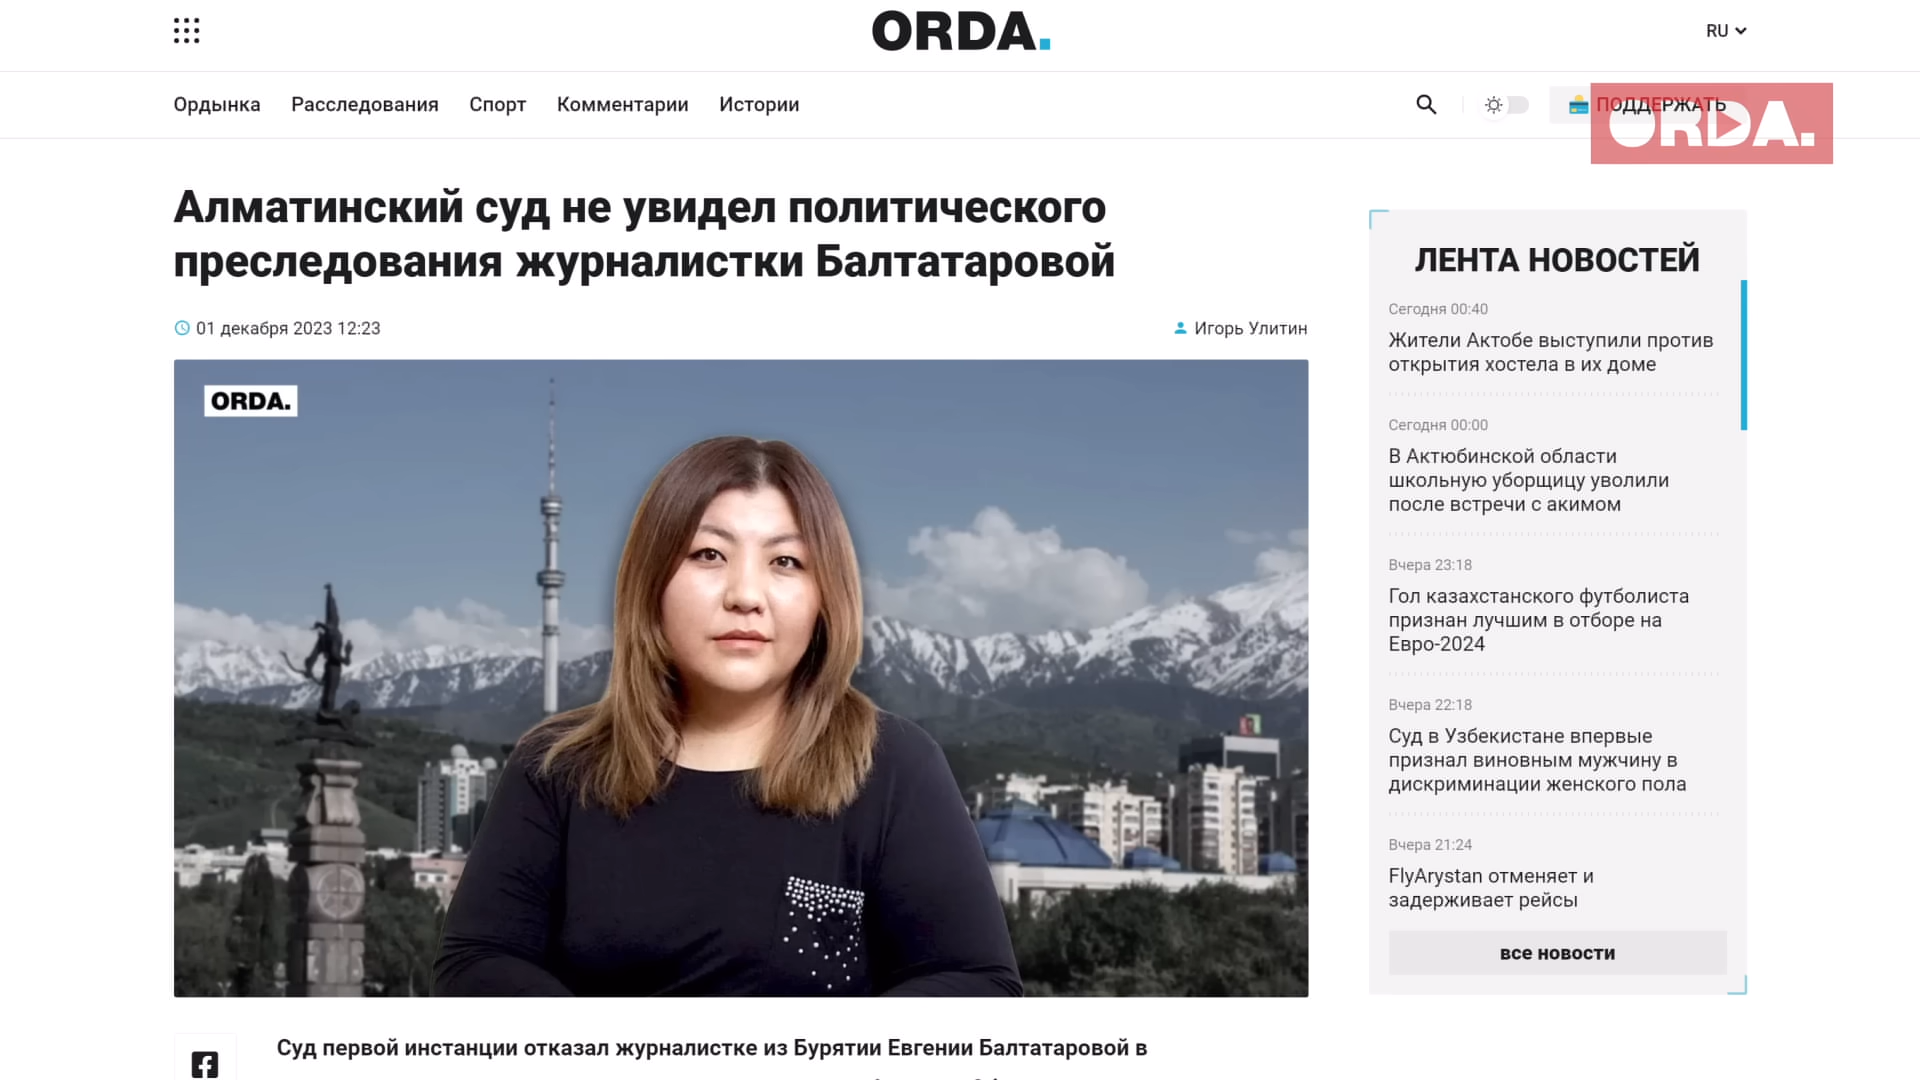 ORDA.
RU
Ордынка Расследования Спорт Комментарии Истории
ПОДДЕРЖАТЬ
ORDA.
Алматинский суд не увидел политического
преследования журналистки Балтатаровой
01 декабря 2023 12:23
Игорь Улитин
ORDA.
Суд первой инстанции отказал журналистке из Бурятии Евгении Балтатаровой в
ЛЕНТА НОВОСТЕЙ
Сегодня 00:40
Жители Актобе выступили против
открытия хостела в их доме
Сегодня 00:00
В Актюбинской области
школьную уборщицу уволили
после встречи с акимом
Вчера 23:18
Гол казахстанского футболиста
признан лучшим в отборе на
Евро-2024
Вчера 22:18
Суд в Узбекистане впервые
признал виновным мужчину в
дискриминации женского пола
Вчера 21:24
FlyArystan отменяет и
задерживает рейсы
все новости